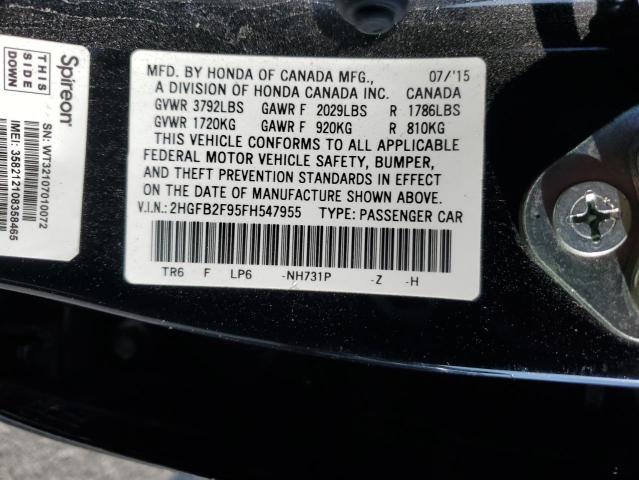 MFD. BY HONDA OF CANADA MFG., 07/'15
A DIVISION OF HONDA CANADA INC. CANADA
GVWR 3792LBS GAWR F 2029LBS R 1786LBS
GVWR 1720KG GAWR F 920KG R 810KG
THIS VEHICLE CONFORMS TO ALL APPLICABLE
FEDERAL MOTOR VEHICLE SAFETY, BUMPER,
AND THEFT PREVENTION STANDARDS IN EFFECT
ON THE DATE OF MANUFACTURE SHOWN ABOVE.
V.I.N.: 2HGFB2F95FH547955 TYPE: PASSENGER CAR
TR6 F LP6 -NH731P -Z -H
Spireon
THIS
SIDE
DOWN
SN: WT32107010072
IMEI: 358212108358465